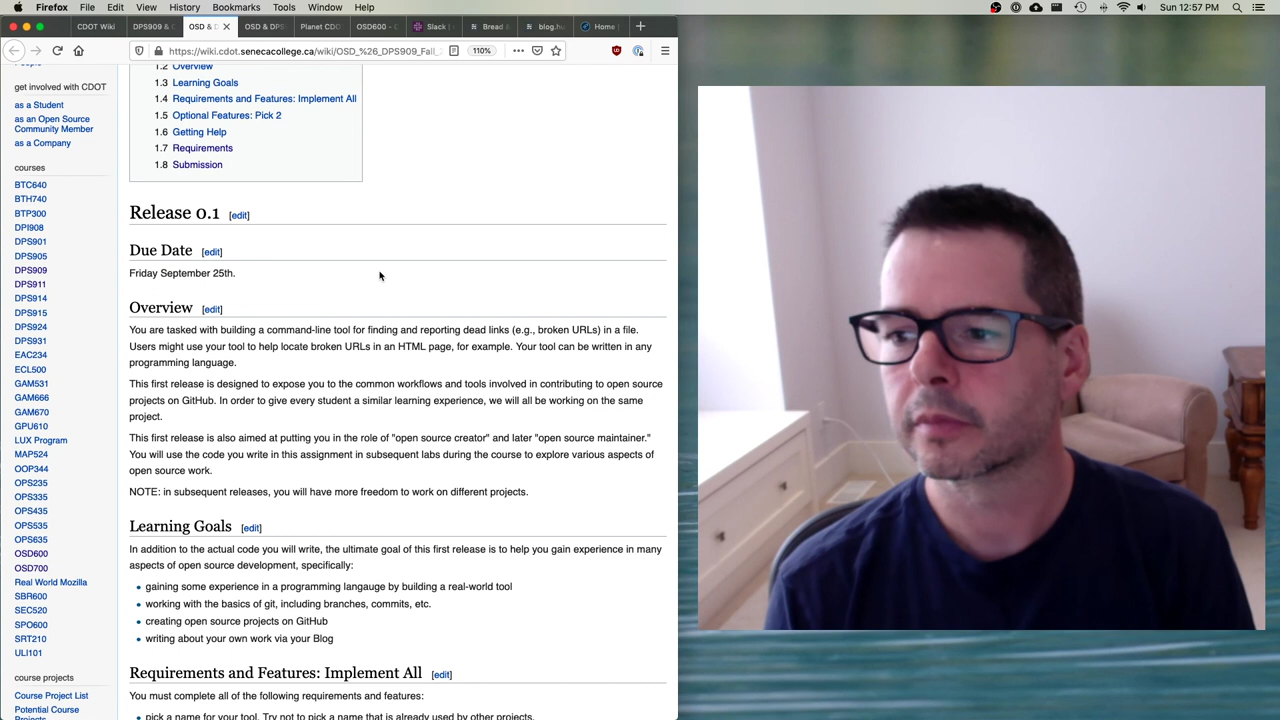 Firefox File Edit View History Bookmarks Tools Window Help
Sun 12:57 PM
CDOT Wiki
DPS909 &
OSD &
OSD & DPS
Planet CDO
OSD600 -
Slack |
Bread
blog.hu
Home |
https://wiki.cdot.senecacollege.ca/wiki/OSD_%26_DPS909_Fall_
110%
get involved with CDOT
as a Student
as an Open Source
Community Member
as a Company
courses
BTC640
BTH740
BTP300
DPI908
DPS901
DPS905
DPS909
DPS911
DPS914
DPS915
DPS924
DPS931
EAC234
ECL500
GAM531
GAM666
GAM670
GPU610
LUX Program
MAP524
OOP344
OPS235
OPS335
OPS435
OPS535
OPS635
OSD600
OSD700
Real World Mozilla
SBR600
SEC520
SPO600
SRT210
ULI101
course projects
Course Project List
Potential Course
Projects
1.2 Overview
1.3 Learning Goals
1.4 Requirements and Features: Implement All
1.5 Optional Features: Pick 2
1.6 Getting Help
1.7 Requirements
1.8 Submission
Release 0.1 [edit]
Due Date [edit]
Friday September 25th.
Overview [edit]
You are tasked with building a command-line tool for finding and reporting dead links (e.g., broken URLs) in a file.
Users might use your tool to help locate broken URLs in an HTML page, for example. Your tool can be written in any
programming language.
This first release is designed to expose you to the common workflows and tools involved in contributing to open source
projects on GitHub. In order to give every student a similar learning experience, we will all be working on the same
project.
This first release is also aimed at putting you in the role of "open source creator" and later "open source maintainer."
You will use the code you write in this assignment in subsequent labs during the course to explore various aspects of
open source work.
NOTE: in subsequent releases, you will have more freedom to work on different projects.
Learning Goals [edit]
In addition to the actual code you will write, the ultimate goal of this first release is to help you gain experience in many
aspects of open source development, specifically:
• gaining some experience in a programming langauge by building a real-world tool
• working with the basics of git, including branches, commits, etc.
• creating open source projects on GitHub
• writing about your own work via your Blog
Requirements and Features: Implement All [edit]
You must complete all of the following requirements and features:
• pick a name for your tool. Try not to pick a name that is already used by other projects.